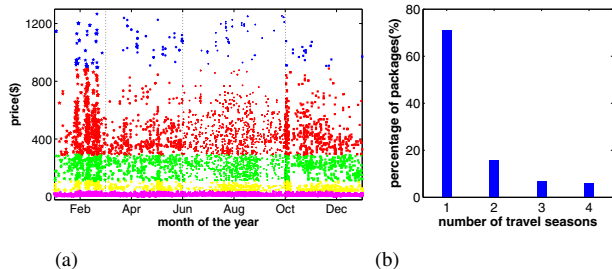 1200
800
400
0
price($)
Feb Apr Jun Aug Oct Dec
month of the year
(a)
80
60
40
20
0
percentage of packages(%)
1 2 3 4
number of travel seasons
(b)